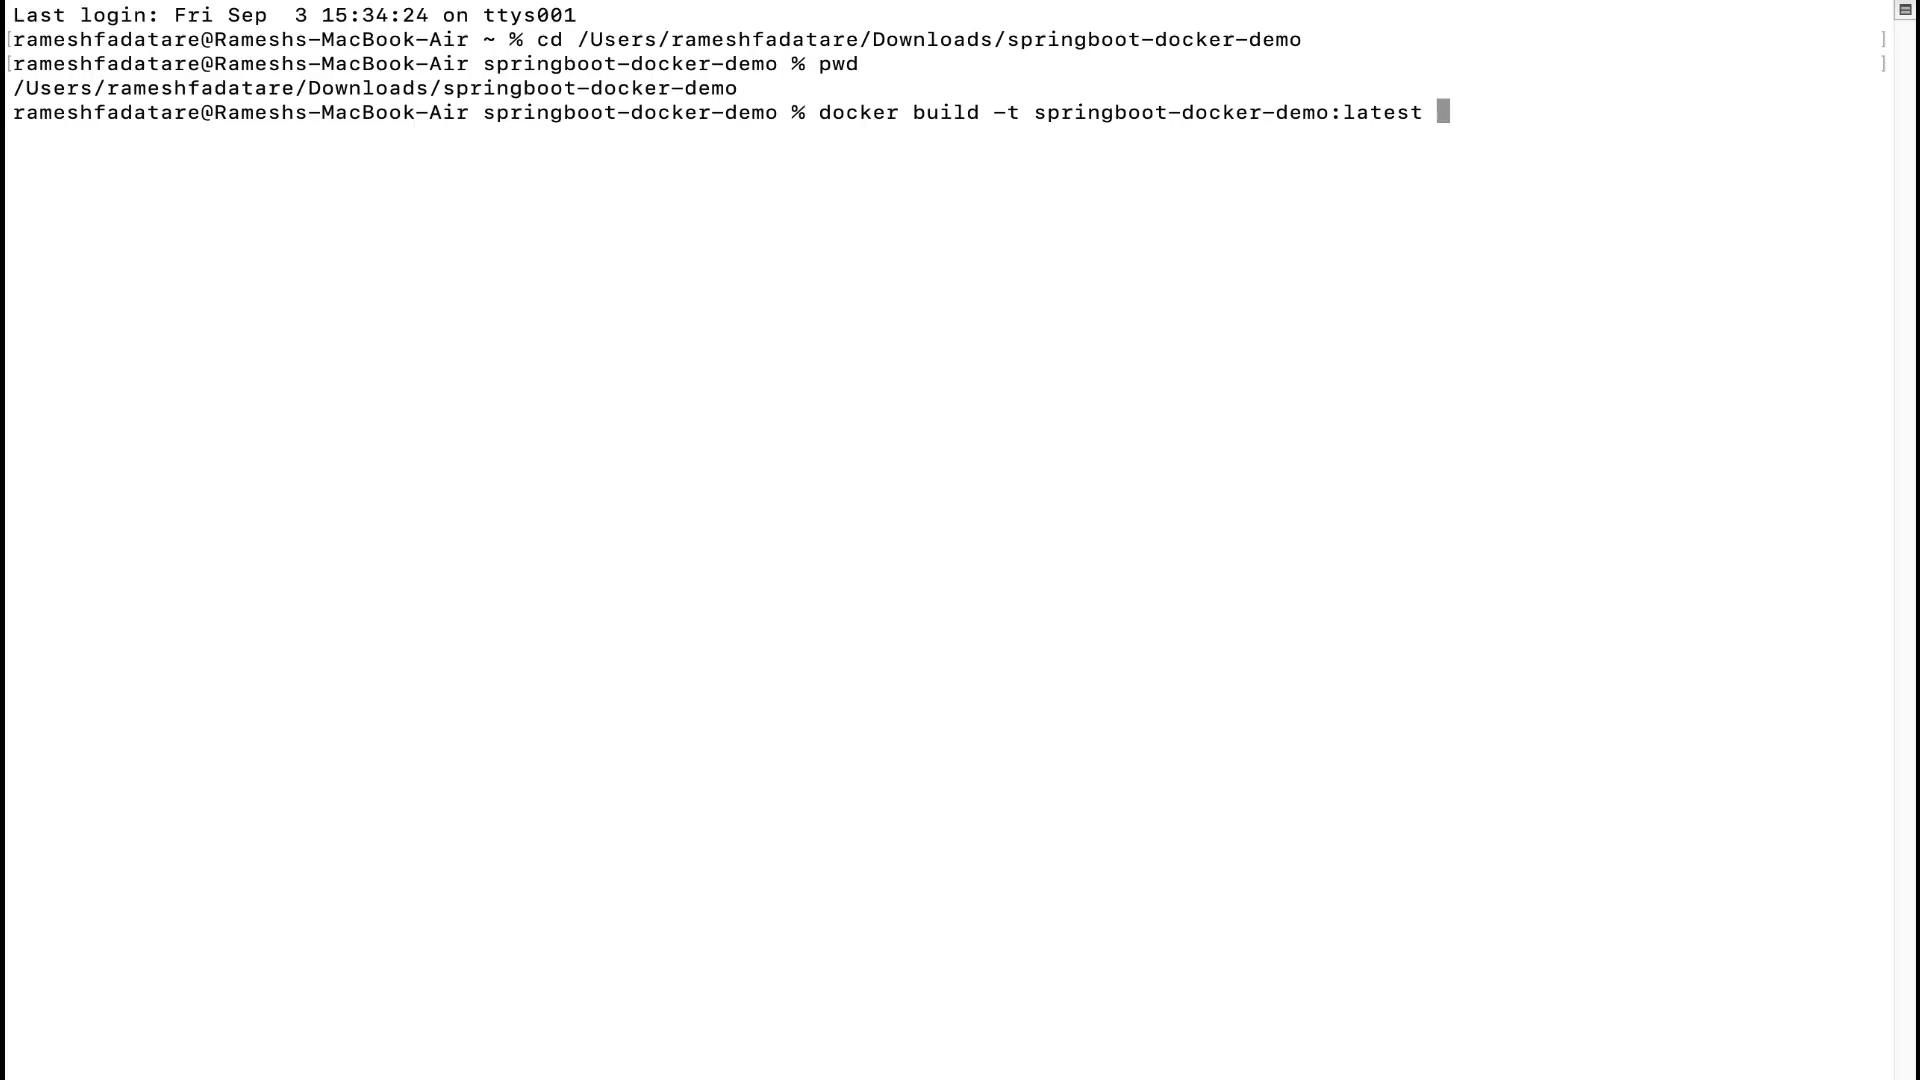 Last login: Fri Sep  3 15:34:24 on ttys001
[rameshfadatare@Rameshs-MacBook-Air ~ % cd /Users/rameshfadatare/Downloads/springboot-docker-demo ]
[rameshfadatare@Rameshs-MacBook-Air springboot-docker-demo % pwd ]
/Users/rameshfadatare/Downloads/springboot-docker-demo
rameshfadatare@Rameshs-MacBook-Air springboot-docker-demo % docker build -t springboot-docker-demo:latest